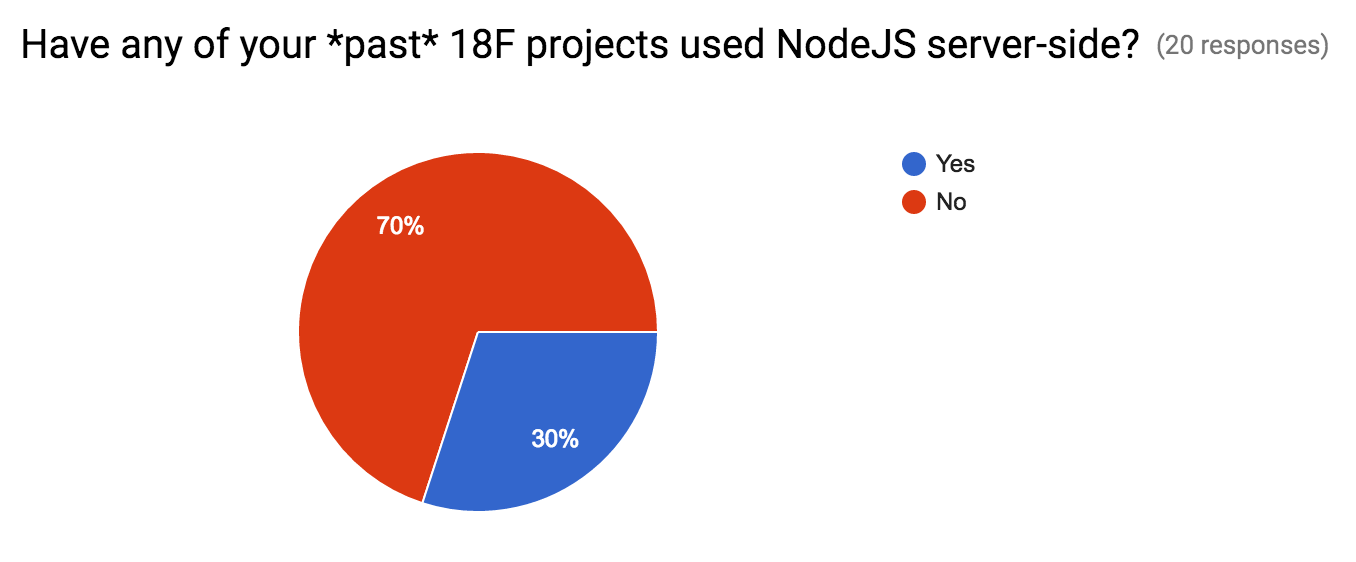 Have any of your *past* 18F projects used NodeJS server-side? (20 responses)
Yes
No
70%
30%